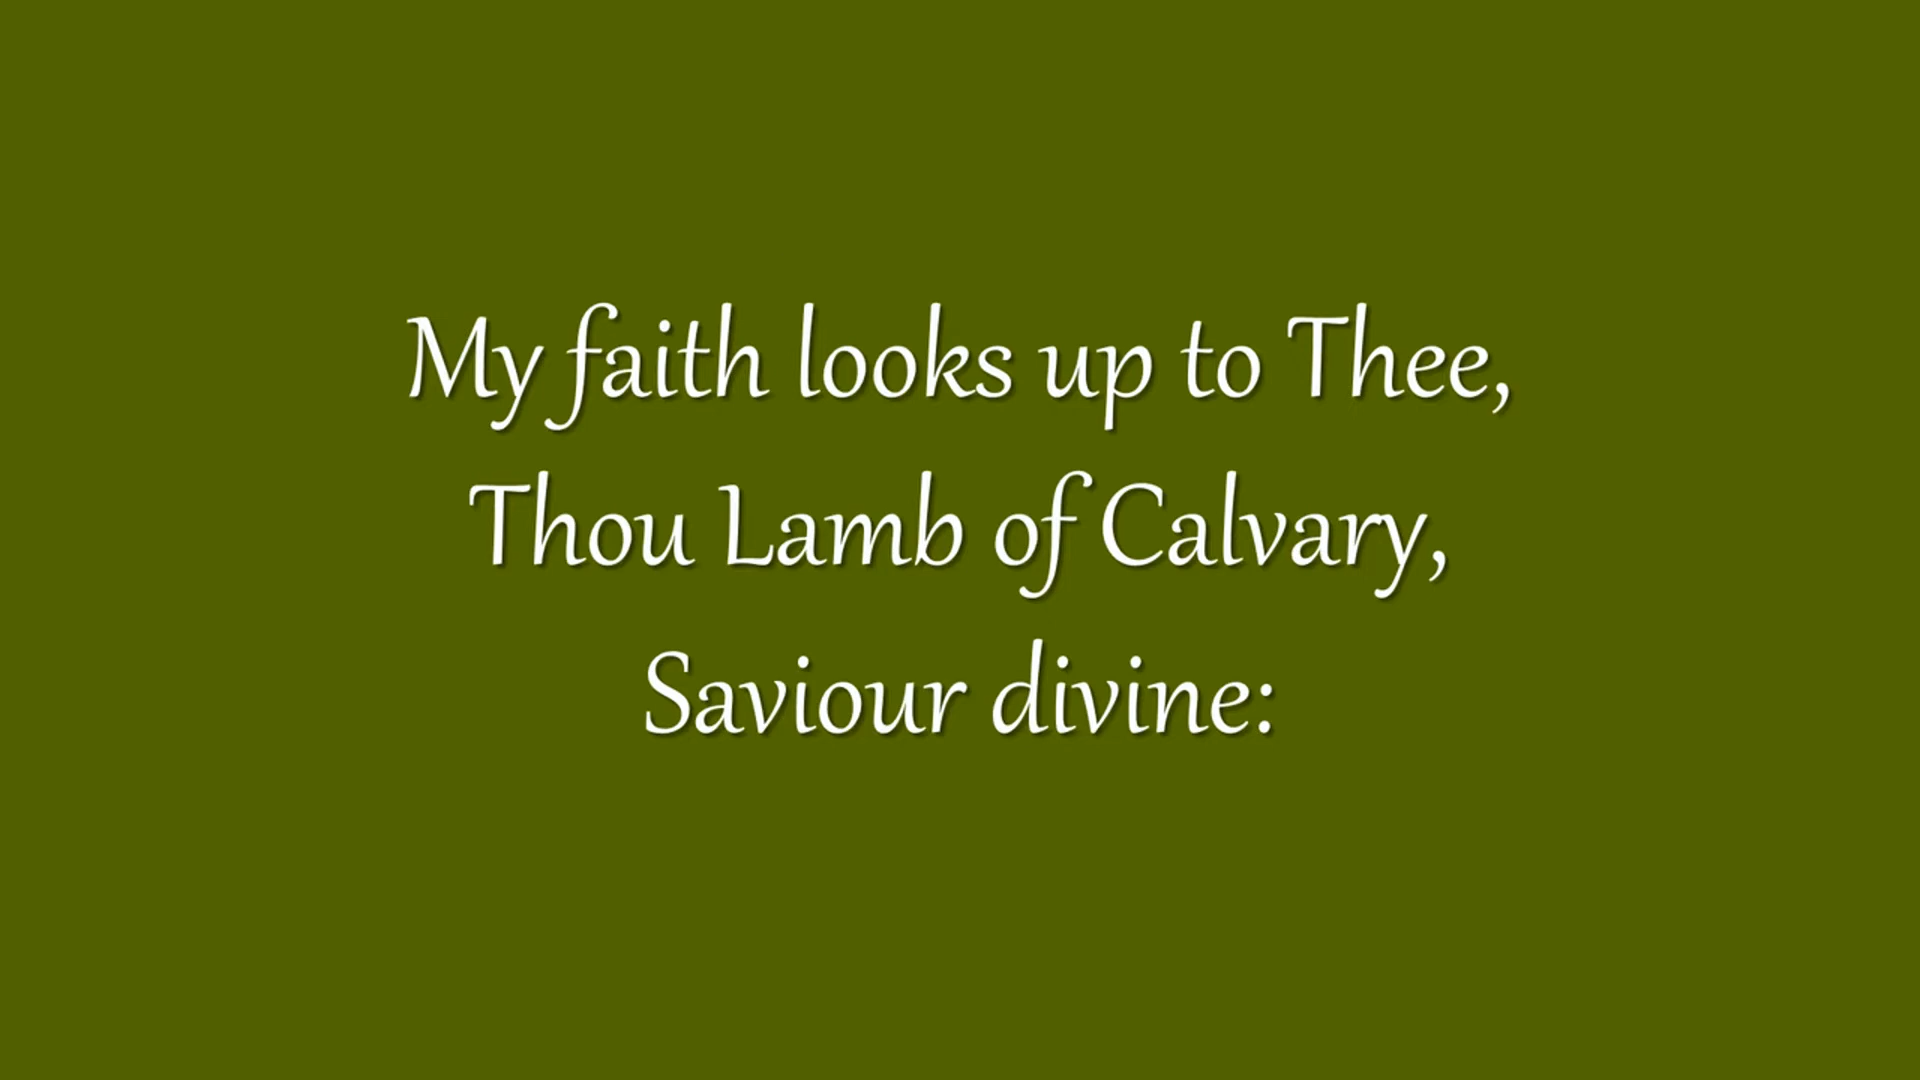 My faith looks up to Thee,
Thou Lamb of Calvary,
Saviour divine: